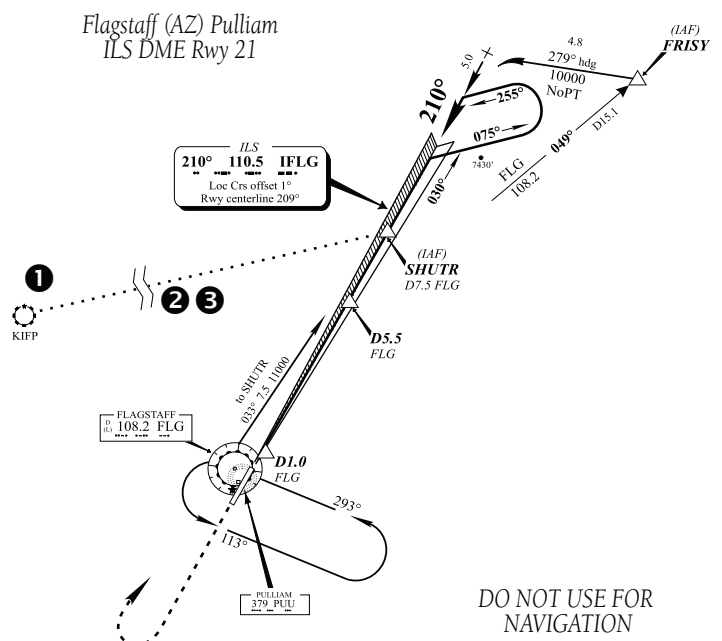 Flagstaff (AZ) Pulliam
ILS DME Rwy 21
(IAF)
FRISY
4.8
279° hdg
10000
NoPT
5.0
210°
255°
075°
7430'
049°
D15.1
FLG
108.2
030°
ILS
210° 110.5 IFLG
Loc Crs offset 1°
Rwy centerline 209°
(IAF)
SHUTR
D7.5 FLG
1
2 3
KIFP
D5.5
FLG
to SHUTR
033° 7.5 11000
FLAGSTAFF
D
(L) 108.2 FLG
D1.0
FLG
293°
113°
PULLIAM
379 PUU
DO NOT USE FOR
NAVIGATION